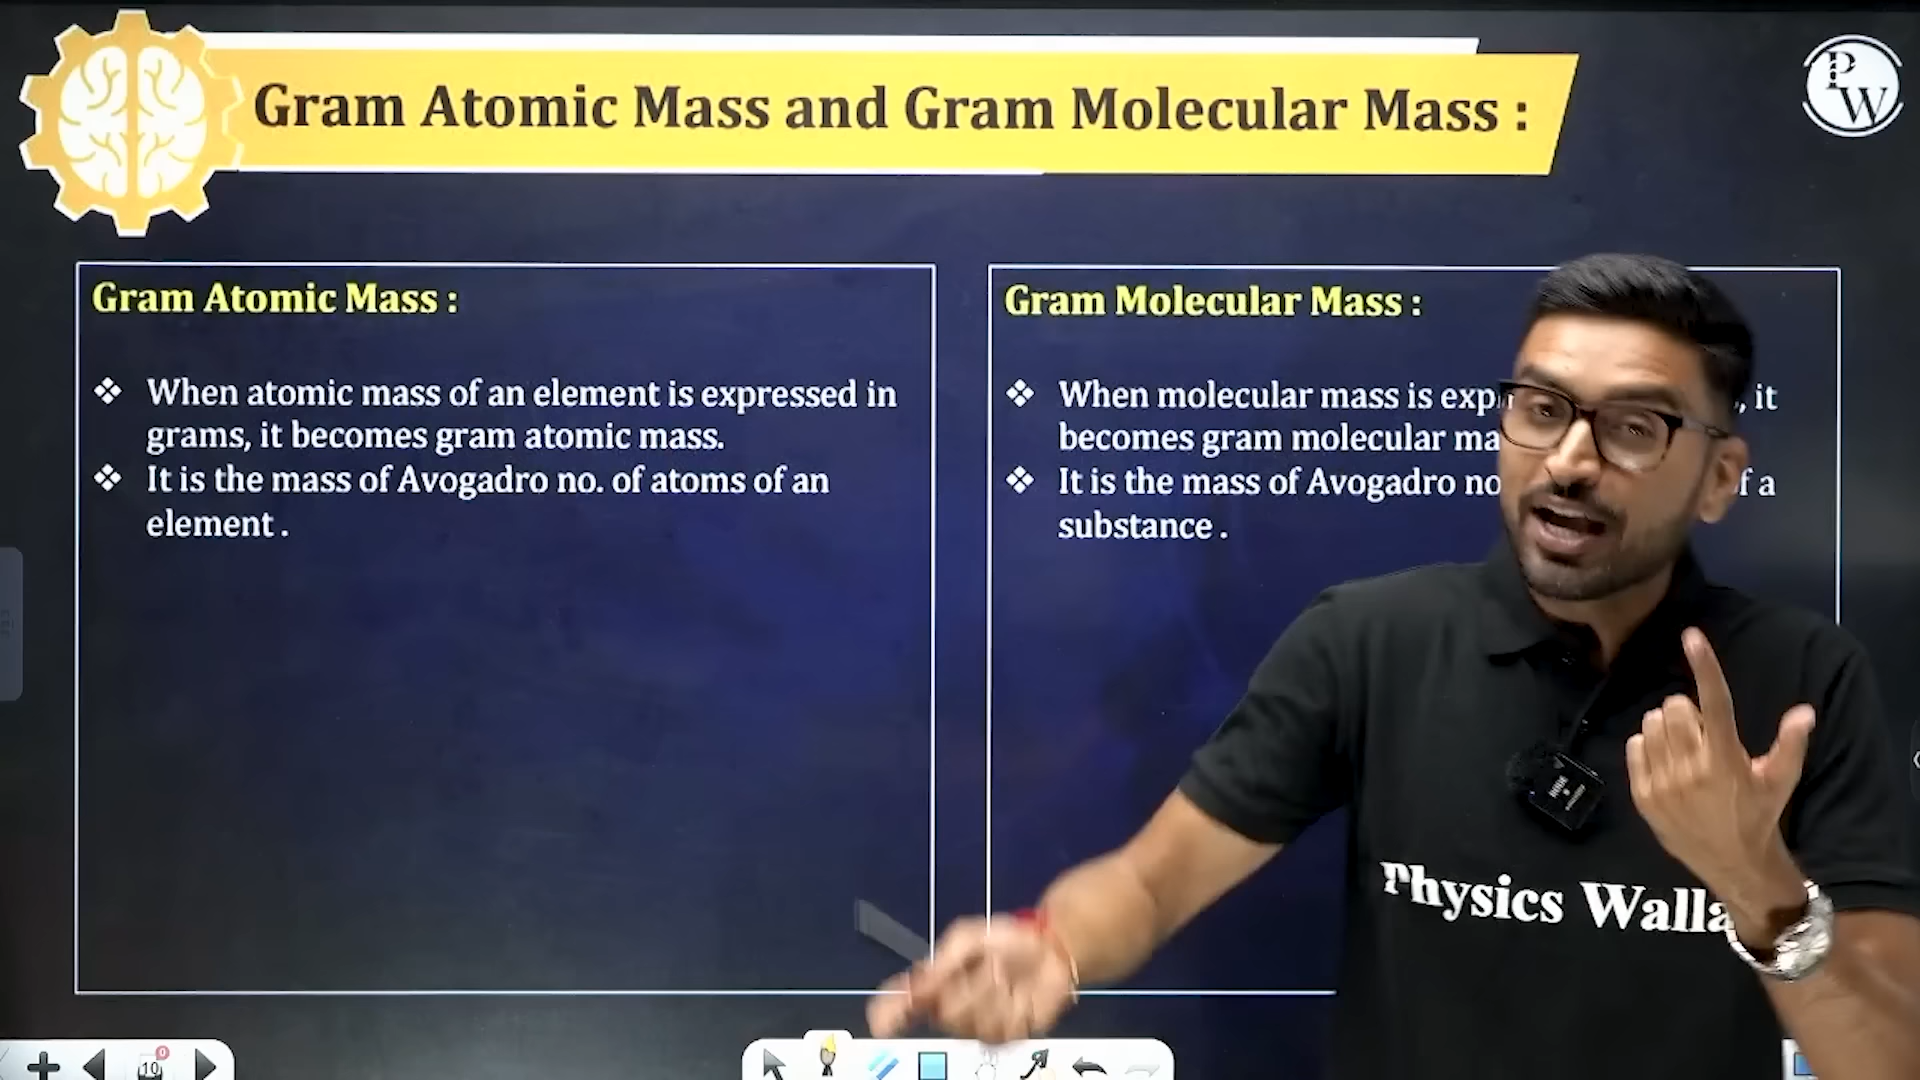 Gram Atomic Mass and Gram Molecular Mass :
PW
Gram Atomic Mass :
❖ When atomic mass of an element is expressed in
grams, it becomes gram atomic mass.
❖ It is the mass of Avogadro no. of atoms of an
element .
Gram Molecular Mass :
❖ When molecular mass is exp , it
becomes gram molecular ma
❖ It is the mass of Avogadro no f a
substance .
Physics Walla
10
0